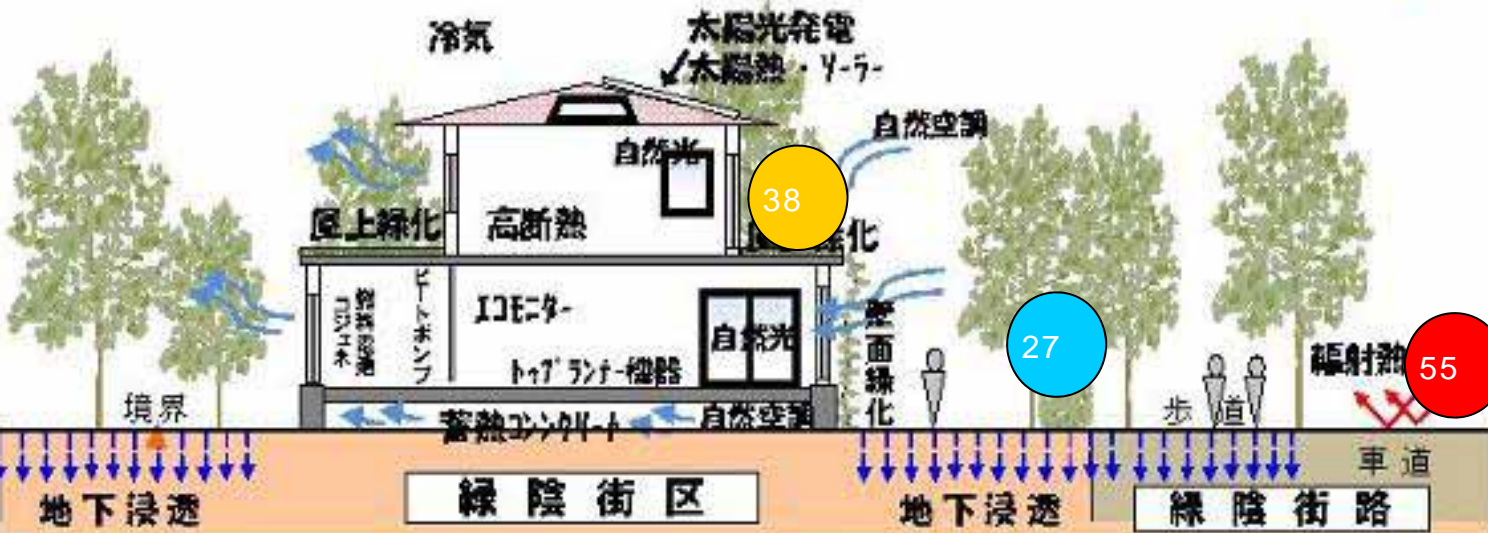 冷気
太陽光発電
太陽熱・ソーラー
自然空調
自然光
38
屋上緑化
高断熱
化
コジェネ
ヒートポンプ
エコモニター
自然光
トップランナー機器
壁面緑化
27
輻射熱
55
境界
蓄熱コンクリート
自然空調
歩道
車道
地下浸透
緑陰街区
地下浸透
緑陰街路